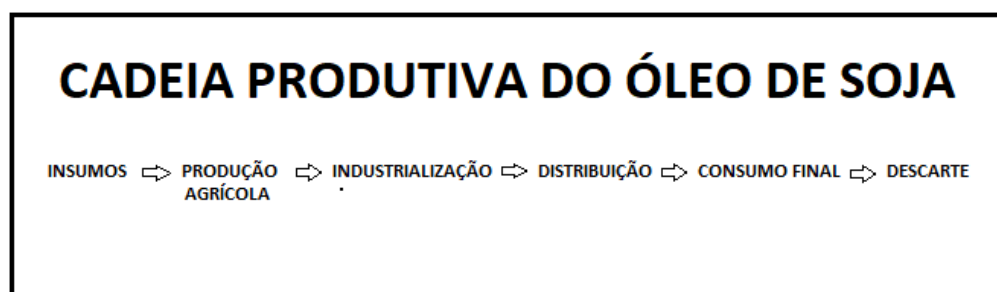 CADEIA PRODUTIVA DO ÓLEO DE SOJA
INSUMOS ⇨ PRODUÇÃO AGRÍCOLA ⇨ INDUSTRIALIZAÇÃO ⇨ DISTRIBUIÇÃO ⇨ CONSUMO FINAL ⇨ DESCARTE